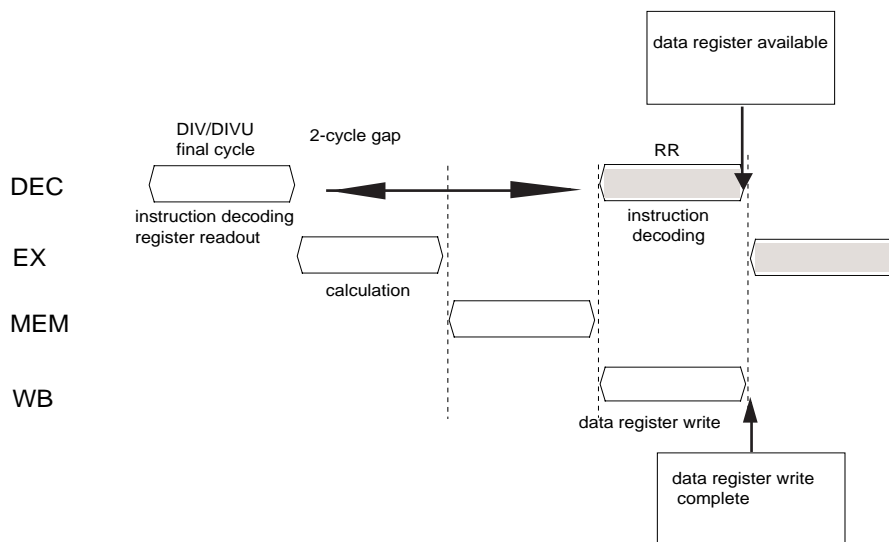 data register available
DIV/DIVU
final cycle
2-cycle gap
RR
DEC
instruction decoding
register readout
instruction
decoding
EX
calculation
MEM
WB
data register write
data register write
complete